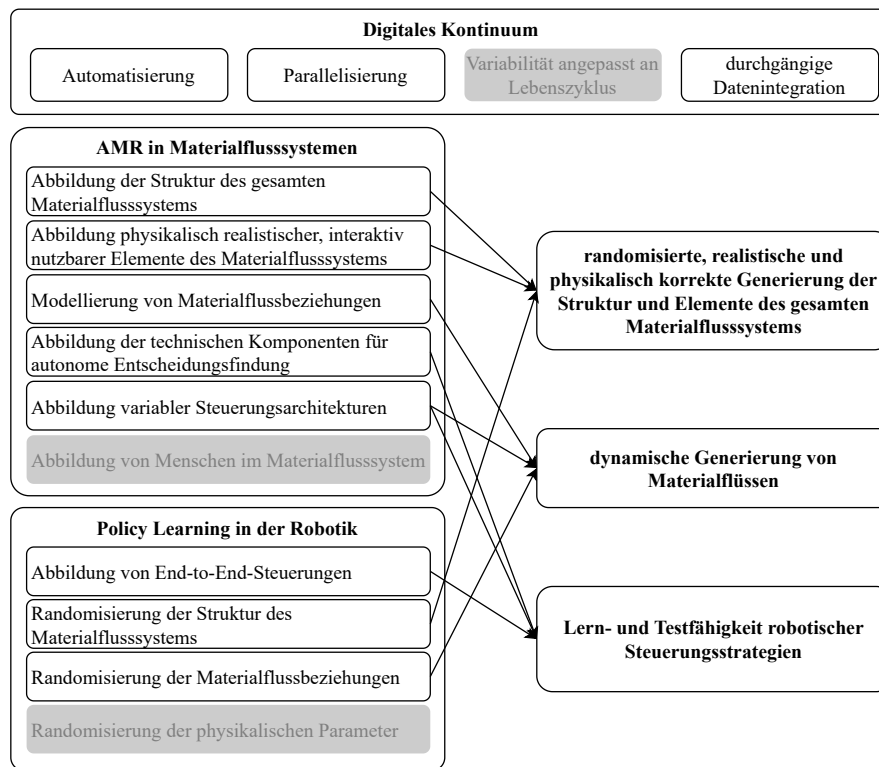 Digitales Kontinuum
Automatisierung
Parallelisierung
Variabilität angepasst an
Lebenszyklus
durchgängige
Datenintegration
AMR in Materialflusssystemen
Abbildung der Struktur des gesamten
Materialflusssystems
Abbildung physikalisch realistischer, interaktiv
nutzbarer Elemente des Materialflusssystems
Modellierung von Materialflussbeziehungen
Abbildung der technischen Komponenten für
autonome Entscheidungsfindung
Abbildung variabler Steuerungsarchitekturen
Abbildung von Menschen im Materialflusssystem
Policy Learning in der Robotik
Abbildung von End-to-End-Steuerungen
Randomisierung der Struktur des
Materialflusssystems
Randomisierung der Materialflussbeziehungen
Randomisierung der physikalischen Parameter
randomisierte, realistische und
physikalisch korrekte Generierung der
Struktur und Elemente des gesamten
Materialflusssystems
dynamische Generierung von
Materialflüssen
Lern- und Testfähigkeit robotischer
Steuerungsstrategien